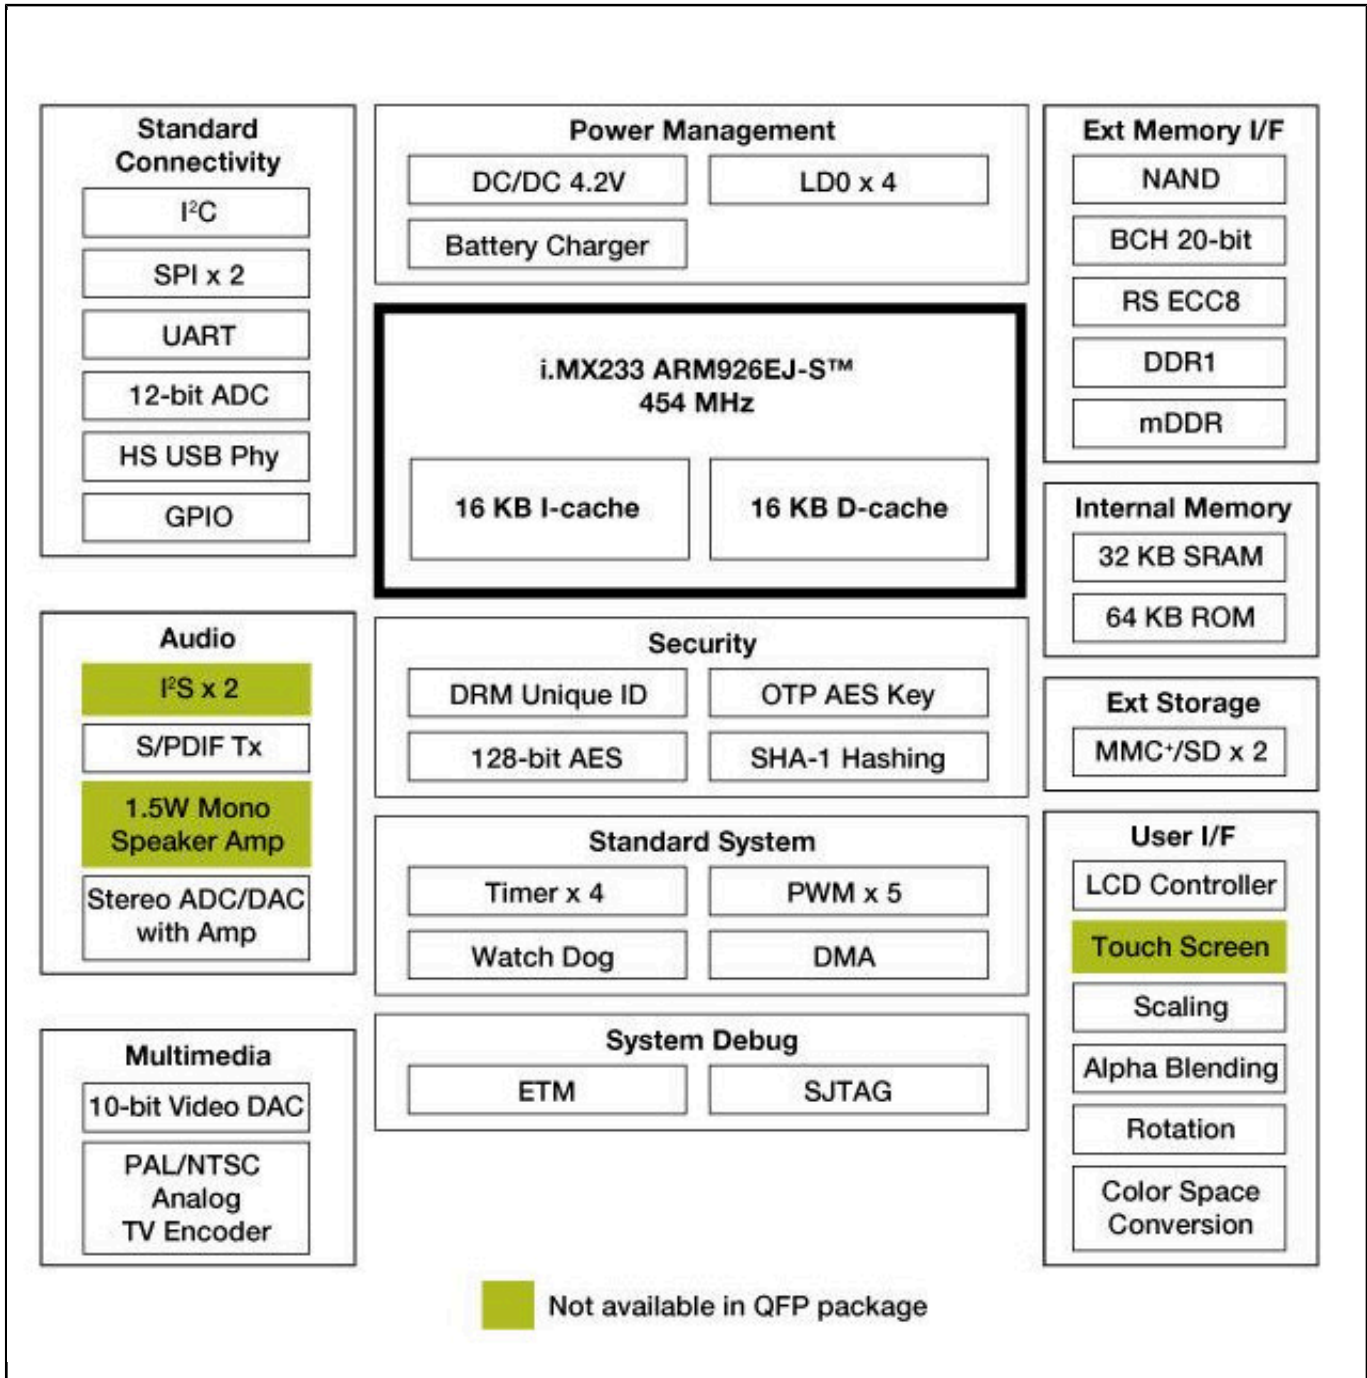 Standard
Connectivity
I²C
SPI x 2
UART
12-bit ADC
HS USB Phy
GPIO
Audio
I²S x 2
S/PDIF Tx
1.5W Mono
Speaker Amp
Stereo ADC/DAC
with Amp
Multimedia
10-bit Video DAC
PAL/NTSC
Analog
TV Encoder
Power Management
DC/DC 4.2V
LD0 x 4
Battery Charger
i.MX233 ARM926EJ-S™
454 MHz
16 KB I-cache
16 KB D-cache
Security
DRM Unique ID
OTP AES Key
128-bit AES
SHA-1 Hashing
Standard System
Timer x 4
PWM x 5
Watch Dog
DMA
System Debug
ETM
SJTAG
Ext Memory I/F
NAND
BCH 20-bit
RS ECC8
DDR1
mDDR
Internal Memory
32 KB SRAM
64 KB ROM
Ext Storage
MMC⁺/SD x 2
User I/F
LCD Controller
Touch Screen
Scaling
Alpha Blending
Rotation
Color Space
Conversion
Not available in QFP package